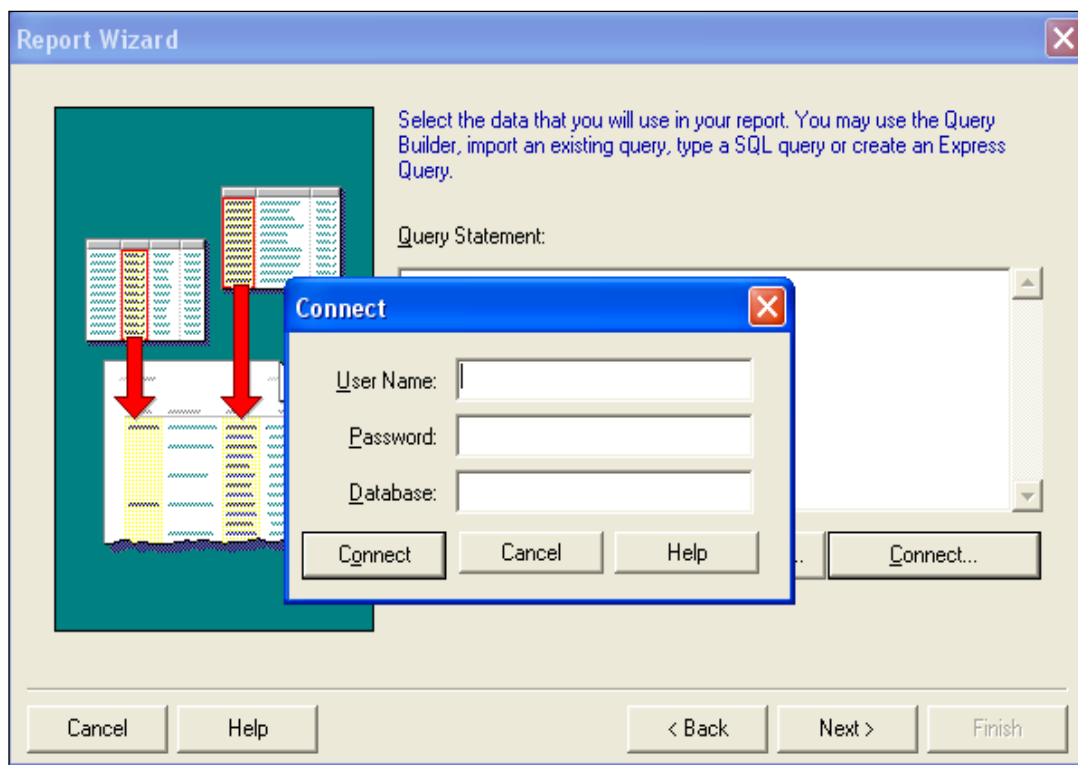 Report Wizard
Select the data that you will use in your report. You may use the Query
Builder, import an existing query, type a SQL query or create an Express
Query.
Query Statement:
Connect
User Name:
Password:
Database:
Connect
Cancel
Help
..
Connect...
Cancel
Help
< Back
Next >
Finish